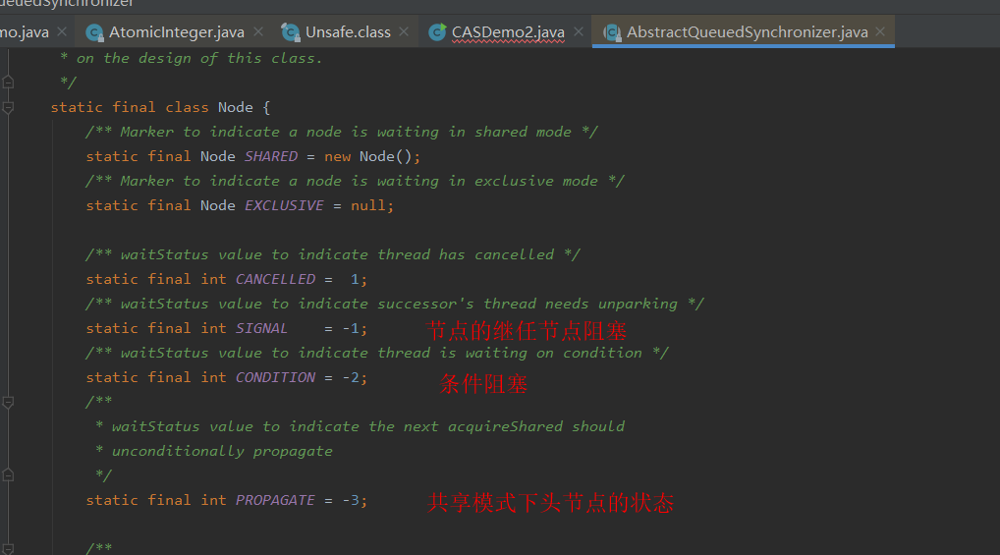 QueuedSynchronizer
mo.java AtomicInteger.java Unsafe.class CASDemo2.java AbstractQueuedSynchronizer.java
* on the design of this class.
*/
static final class Node {
/** Marker to indicate a node is waiting in shared mode */
static final Node SHARED = new Node();
/** Marker to indicate a node is waiting in exclusive mode */
static final Node EXCLUSIVE = null;
/** waitStatus value to indicate thread has cancelled */
static final int CANCELLED =  1;
/** waitStatus value to indicate successor's thread needs unparking */
static final int SIGNAL    = -1; 节点的继任节点阻塞
/** waitStatus value to indicate thread is waiting on condition */
static final int CONDITION = -2; 条件阻塞
/**
* waitStatus value to indicate the next acquireShared should
* unconditionally propagate
*/
static final int PROPAGATE = -3; 共享模式下头节点的状态
/**